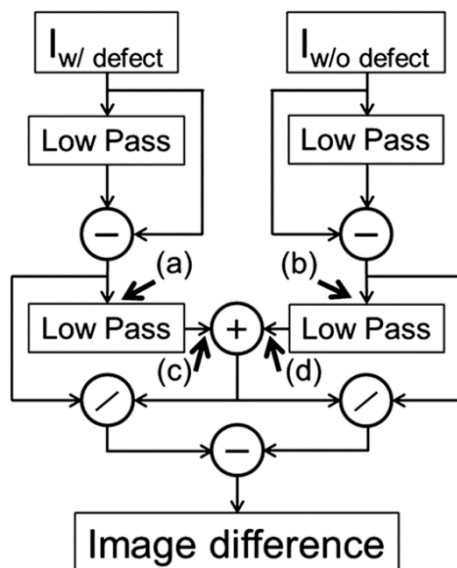 I w/ defect
I w/o defect
Low Pass
Low Pass
−
−
(a)
(b)
Low Pass
+
Low Pass
(c)
(d)
/
/
−
Image difference